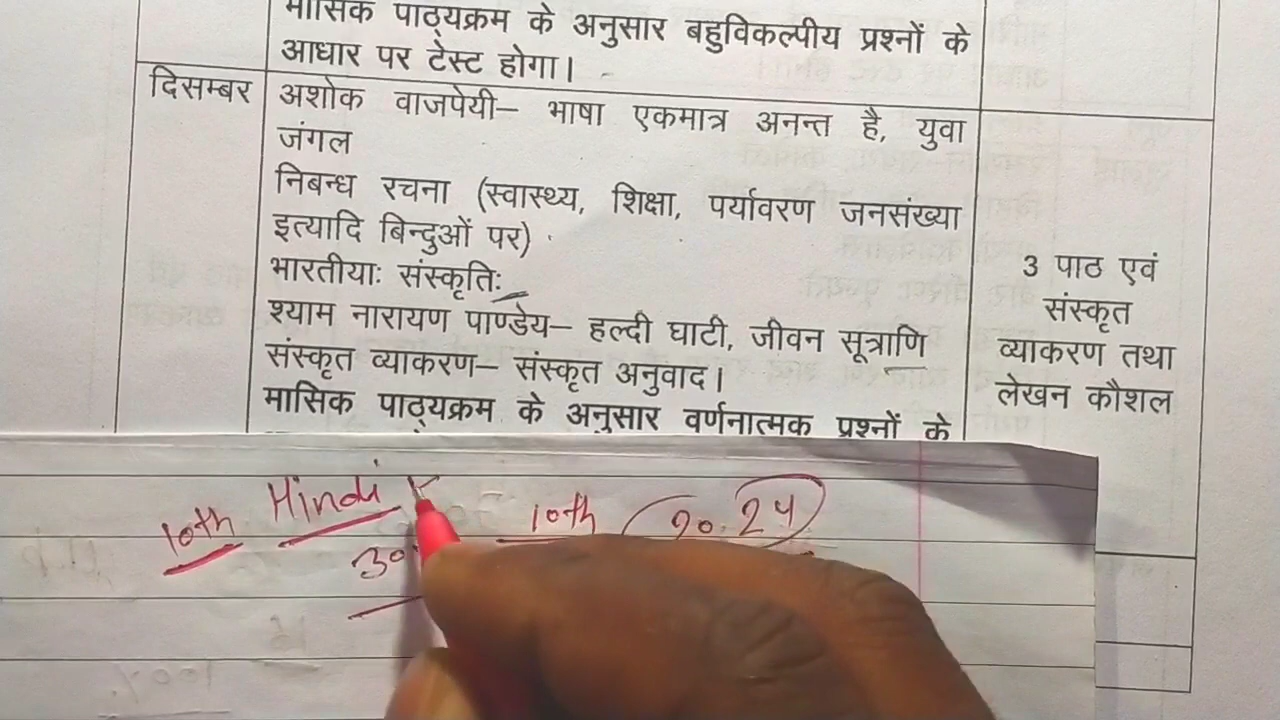 मासिक पाठ्यक्रम के अनुसार बहुविकल्पीय प्रश्नों के
आधार पर टेस्ट होगा।
दिसम्बर
अशोक वाजपेयी– भाषा एकमात्र अनन्त है, युवा
जंगल
निबन्ध रचना (स्वास्थ्य, शिक्षा, पर्यावरण जनसंख्या
इत्यादि बिन्दुओं पर)
भारतीयाः संस्कृतिः
श्याम नारायण पाण्डेय– हल्दी घाटी, जीवन सूत्राणि
संस्कृत व्याकरण– संस्कृत अनुवाद।
मासिक पाठ्यक्रम के अनुसार वर्णनात्मक प्रश्नों के
3 पाठ एवं
संस्कृत
व्याकरण तथा
लेखन कौशल
10th Hindi
10th
2024
30